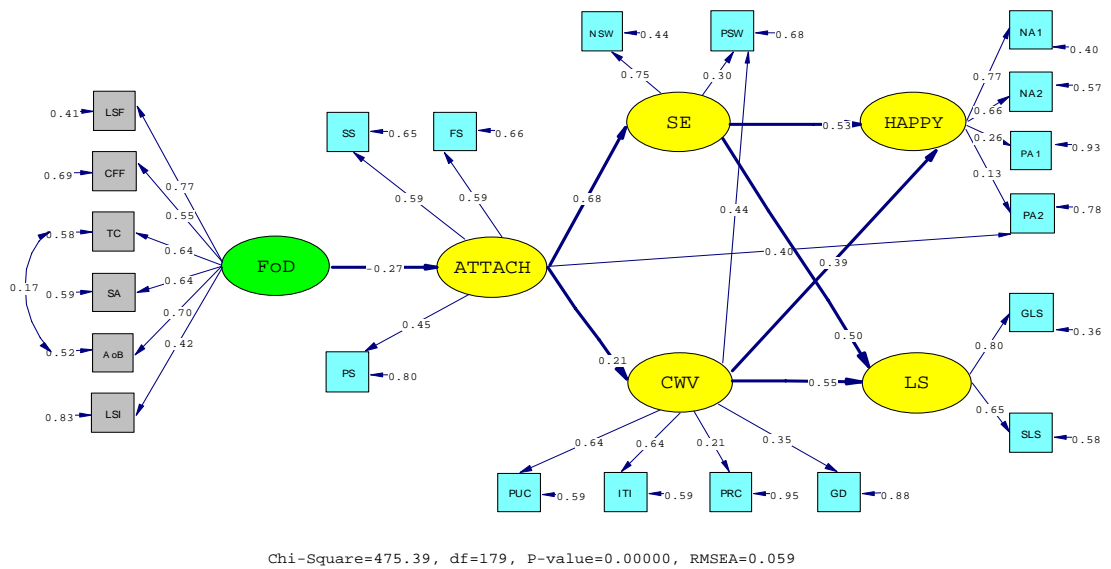 NSW
0.44
PSW
0.68
NA1
0.40
0.75
0.30
0.77
NA2
0.57
0.66
0.41
LSF
SS
0.65
FS
0.66
SE
0.53
HAPPY
0.26
PA1
0.93
0.69
CFF
0.77
0.13
0.55
0.59
0.59
0.68
0.44
PA2
0.78
0.58
TC
0.64
0.40
0.17
FoD
-0.27
ATTACH
0.39
0.59
SA
0.64
0.70
0.42
0.45
GLS
0.36
0.50
0.80
0.52
AoB
0.21
PS
0.80
CWV
0.55
LS
0.83
LSI
0.65
SLS
0.58
0.64
0.64
0.21
0.35
PUC
0.59
ITI
0.59
PRC
0.95
GD
0.88
Chi-Square=475.39, df=179, P-value=0.00000, RMSEA=0.059